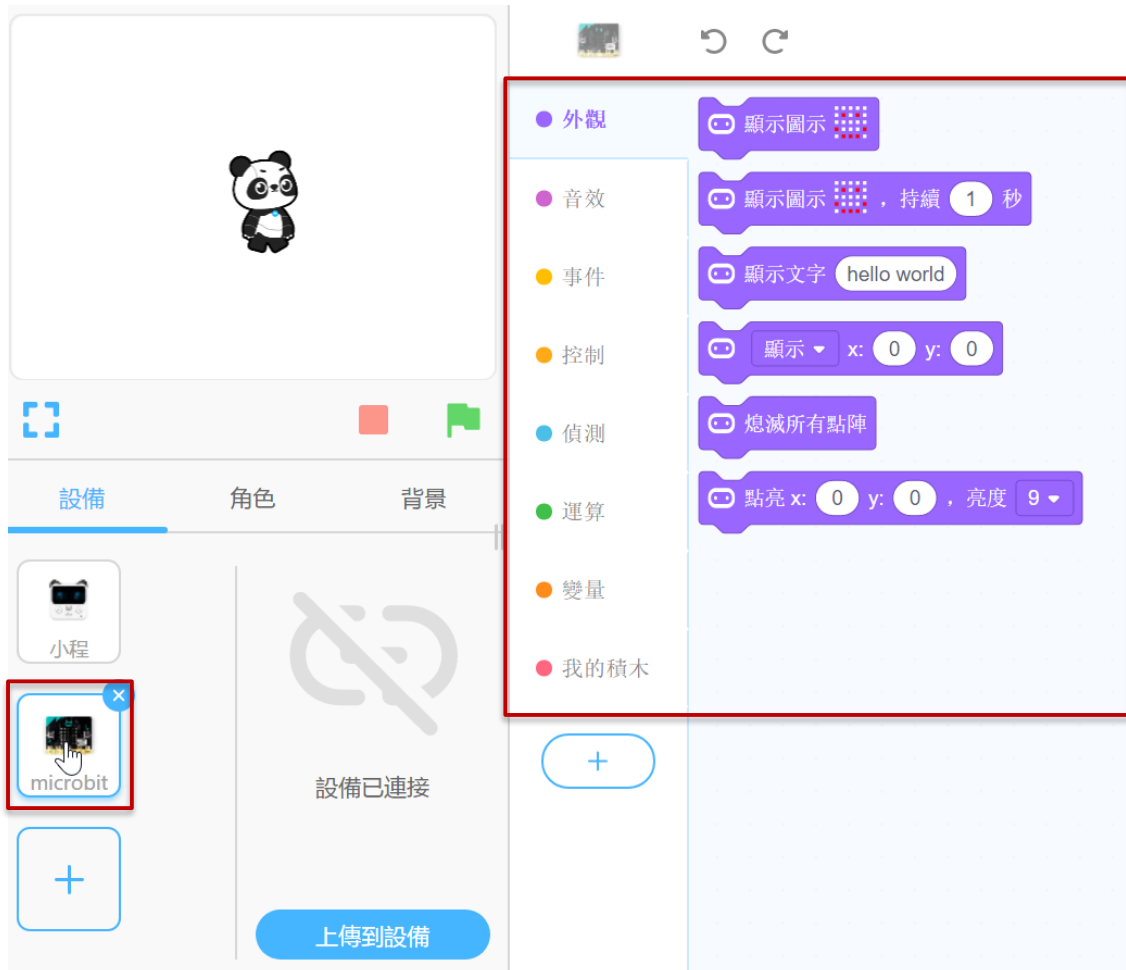 設備
角色
背景
小程
microbit
設備已連接
上傳到設備
外觀
音效
事件
控制
偵測
運算
變量
我的積木
顯示圖示
顯示圖示 , 持續 1 秒
顯示文字 hello world
顯示 x: 0 y: 0
熄滅所有點陣
點亮 x: 0 y: 0 , 亮度 9